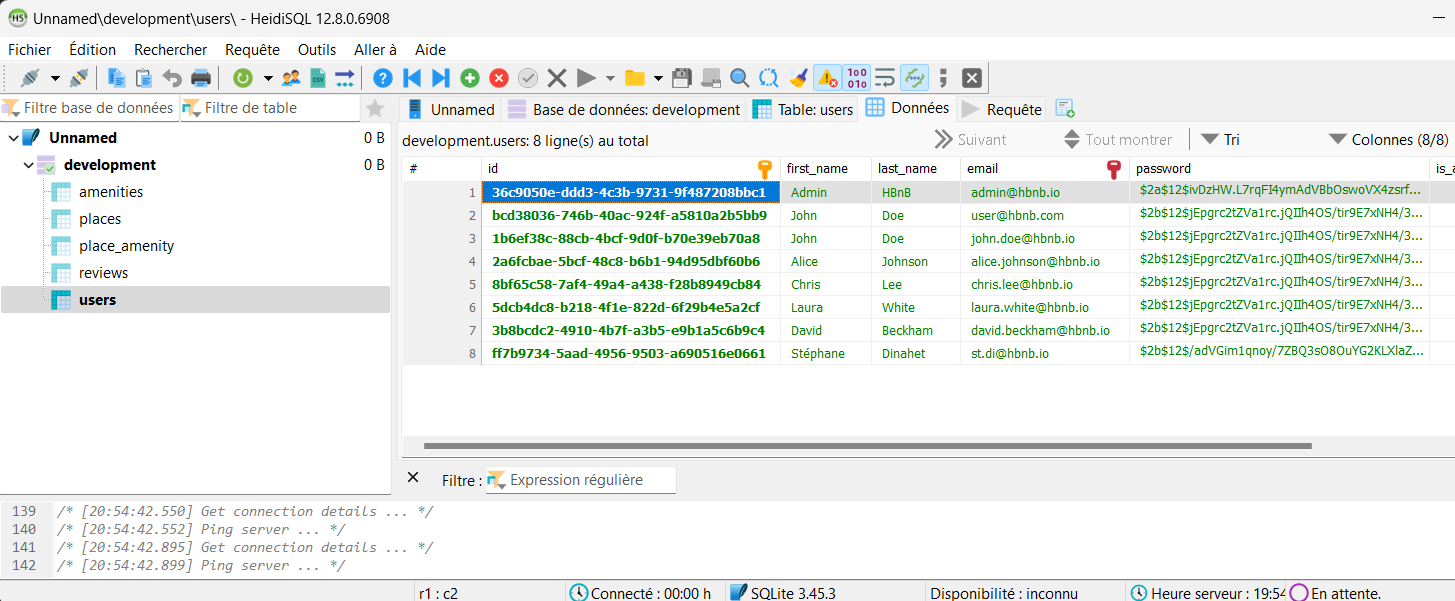 Unnamed\development\users\ - HeidiSQL 12.8.0.6908
Fichier Édition Rechercher Requête Outils Aller à Aide
Filtre base de données Filtre de table
Unnamed 0 B
development 0 B
amenities
places
place_amenity
reviews
users
Unnamed Base de données: development Table: users Données Requête
development.users: 8 ligne(s) au total Suivant Tout montrer Tri Colonnes (8/8)
# id first_name last_name email password is_a
1 36c9050e-ddd3-4c3b-9731-9f487208bbc1 Admin HBnB admin@hbnb.io $2a$12$ivDzHW.L7rqFI4ymAdVBbOswoVX4zsrf...
2 bcd38036-746b-40ac-924f-a5810a2b5bb9 John Doe user@hbnb.com $2b$12$jEpgrc2tZVa1rc.jQIIh4OS/tir9E7xNH4/3...
3 1b6ef38c-88cb-4bcf-9d0f-b70e39eb70a8 John Doe john.doe@hbnb.io $2b$12$jEpgrc2tZVa1rc.jQIIh4OS/tir9E7xNH4/3...
4 2a6fcbae-5bcf-48c8-b6b1-94d95dbf60b6 Alice Johnson alice.johnson@hbnb.io $2b$12$jEpgrc2tZVa1rc.jQIIh4OS/tir9E7xNH4/3...
5 8bf65c58-7af4-49a4-a438-f28b8949cb84 Chris Lee chris.lee@hbnb.io $2b$12$jEpgrc2tZVa1rc.jQIIh4OS/tir9E7xNH4/3...
6 5dcb4dc8-b218-4f1e-822d-6f29b4e5a2cf Laura White laura.white@hbnb.io $2b$12$jEpgrc2tZVa1rc.jQIIh4OS/tir9E7xNH4/3...
7 3b8bcdc2-4910-4b7f-a3b5-e9b1a5c6b9c4 David Beckham david.beckham@hbnb.io $2b$12$jEpgrc2tZVa1rc.jQIIh4OS/tir9E7xNH4/3...
8 ff7b9734-5aad-4956-9503-a690516e0661 Stéphane Dinahet st.di@hbnb.io $2b$12$/adVGim1qnoy/7ZBQ3sO8OuYG2KLXlaZ...
Filtre : Expression régulière
139 /* [20:54:42.550] Get connection details ... */
140 /* [20:54:42.552] Ping server ... */
141 /* [20:54:42.895] Get connection details ... */
142 /* [20:54:42.899] Ping server ... */
r1 : c2 Connecté : 00:00 h SQLite 3.45.3 Disponibilité : inconnu Heure serveur : 19:54 En attente.